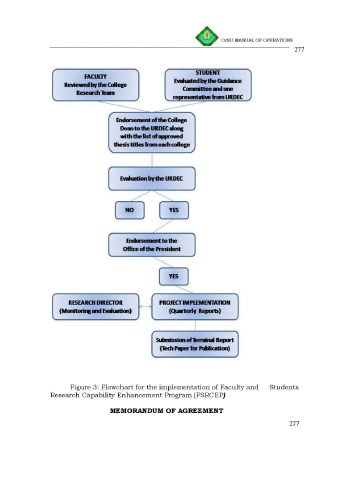 CvSU MANUAL OF OPERATIONS
277
FACULTY
Reviewed by the College
Research Team
STUDENT
Evaluated by the Guidance
Committee and one
representative from URDEC
Endorsement of the College
Dean to the URDEC along
with the list of approved
thesis titles from each college
Evaluation by the URDEC
NO
YES
Endorsement to the
Office of the President
YES
RESEARCH DIRECTOR
(Monitoring and Evaluation)
PROJECT IMPLEMENTATION
(Quarterly Reports)
Submission of Terminal Report
(Tech Paper for Publication)
Figure 3: Flowchart for the implementation of Faculty and Students
Research Capability Enhancement Program (FSRCEP)
MEMORANDUM OF AGREEMENT
277